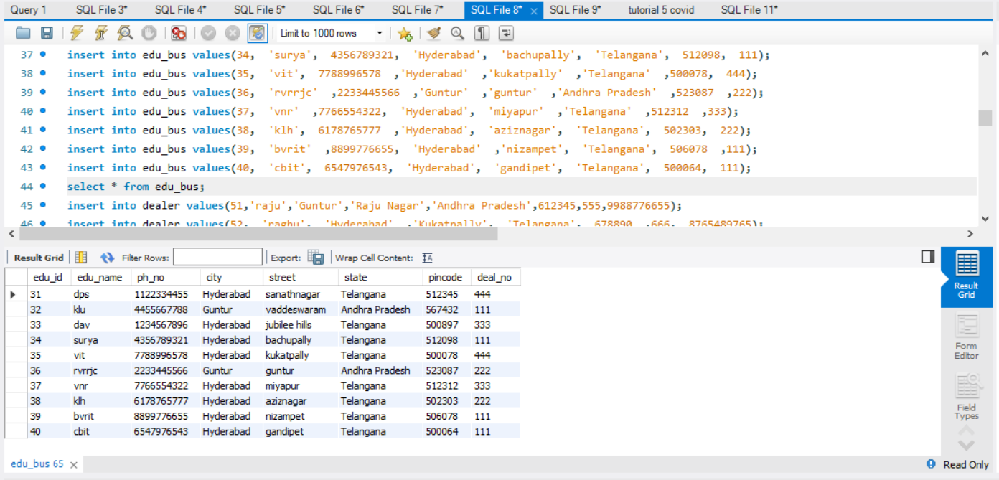 Query 1 SQL File 3* SQL File 4* SQL File 5* SQL File 6* SQL File 7* SQL File 8* SQL File 9* tutorial 5 covid SQL File 11*
Limit to 1000 rows
37 insert into edu_bus values(34, 'surya', 4356789321, 'Hyderabad', 'bachupally', 'Telangana', 512098, 111);
38 insert into edu_bus values(35, 'vit', 7788996578 ,'Hyderabad' ,'kukatpally' ,'Telangana' ,500078, 444);
39 insert into edu_bus values(36, 'rvrrjc' ,2233445566 ,'Guntur' ,'guntur' ,'Andhra Pradesh' ,523087 ,222);
40 insert into edu_bus values(37, 'vnr' ,7766554322, 'Hyderabad', 'miyapur' ,'Telangana' ,512312 ,333);
41 insert into edu_bus values(38, 'klh', 6178765777 ,'Hyderabad', 'aziznagar', 'Telangana', 502303, 222);
42 insert into edu_bus values(39, 'bvrit' ,8899776655, 'Hyderabad' ,'nizampet', 'Telangana', 506078 ,111);
43 insert into edu_bus values(40, 'cbit', 6547976543, 'Hyderabad', 'gandipet', 'Telangana', 500064, 111);
44 select * from edu_bus;
45 insert into dealer values(51,'raju','Guntur','Raju Nagar','Andhra Pradesh',612345,555,9988776655);
46 insert into dealer values(52, 'raghu', 'Hyderabad' ,'Kukatpally', 'Telangana', 678890 ,666, 8765489765);
Result Grid Filter Rows: Export: Wrap Cell Content:
edu_id edu_name ph_no city street state pincode deal_no
31 dps 1122334455 Hyderabad sanathnagar Telangana 512345 444
32 klu 4455667788 Guntur vaddeswaram Andhra Pradesh 567432 111
33 dav 1234567896 Hyderabad jubilee hills Telangana 500897 333
34 surya 4356789321 Hyderabad bachupally Telangana 512098 111
35 vit 7788996578 Hyderabad kukatpally Telangana 500078 444
36 rvrrjc 2233445566 Guntur guntur Andhra Pradesh 523087 222
37 vnr 7766554322 Hyderabad miyapur Telangana 512312 333
38 klh 6178765777 Hyderabad aziznagar Telangana 502303 222
39 bvrit 8899776655 Hyderabad nizampet Telangana 506078 111
40 cbit 6547976543 Hyderabad gandipet Telangana 500064 111
Result
Grid
Form
Editor
Field
Types
edu_bus 65
Read Only